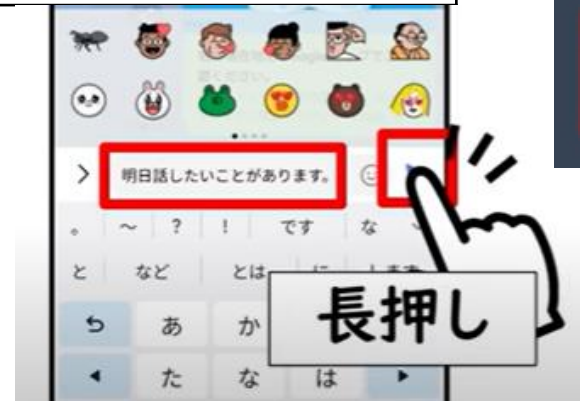 明日話したいことがあります。
。 ～ ? ! です な
と など とは
長押し
あ か
た な は